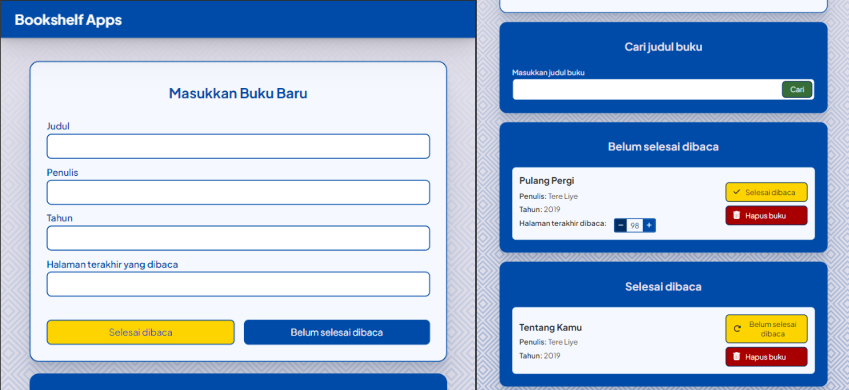 Bookshelf Apps
Masukkan Buku Baru
Judul
Penulis
Tahun
Halaman terakhir yang dibaca
Selesai dibaca
Belum selesai dibaca
Cari judul buku
Masukkan judul buku
Cari
Belum selesai dibaca
Pulang Pergi
Penulis: Tere Liye
Tahun: 2019
Halaman terakhir dibaca: − 98 +
Selesai dibaca
Hapus buku
Selesai dibaca
Tentang Kamu
Penulis: Tere Liye
Tahun: 2019
Belum selesai
dibaca
Hapus buku